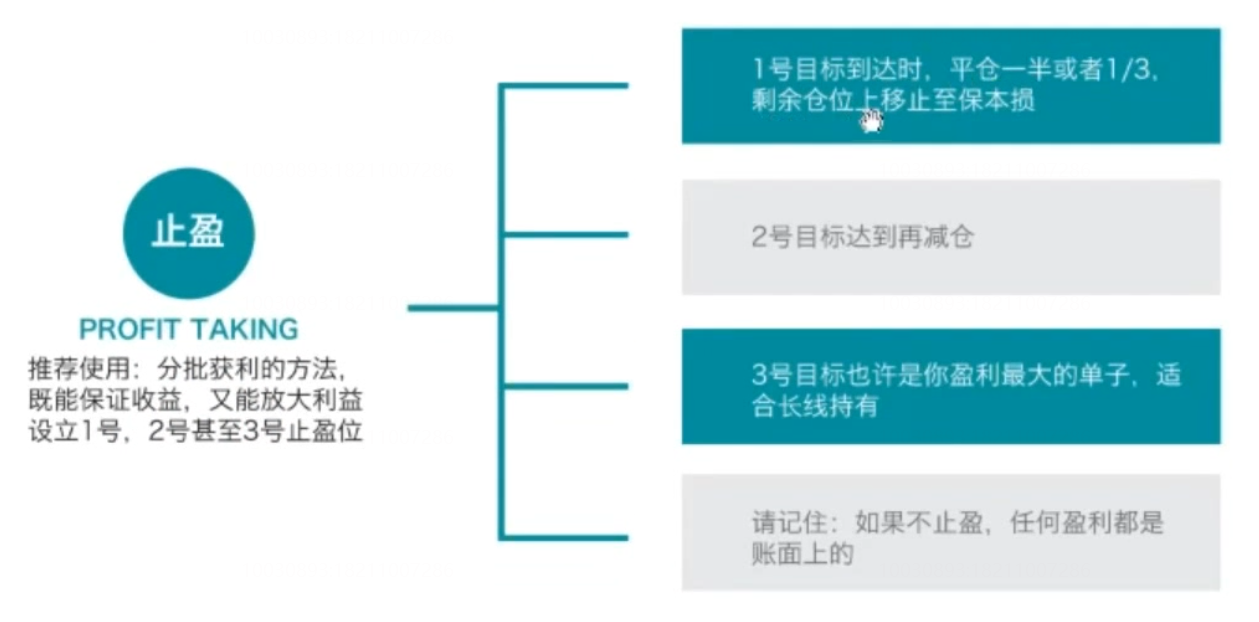 止盈
PROFIT TAKING
推荐使用：分批获利的方法，
既能保证收益，又能放大利益
设立1号，2号甚至3号止盈位
1号目标到达时，平仓一半或者1/3，
剩余仓位上移止至保本损
2号目标达到再减仓
3号目标也许是你盈利最大的单子，适
合长线持有
请记住：如果不止盈，任何盈利都是
账面上的